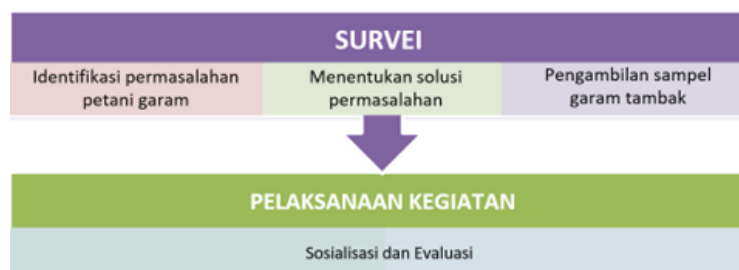 SURVEI
Identifikasi permasalahan
petani garam
Menentukan solusi
permasalahan
Pengambilan sampel
garam tambak
PELAKSANAAN KEGIATAN
Sosialisasi dan Evaluasi